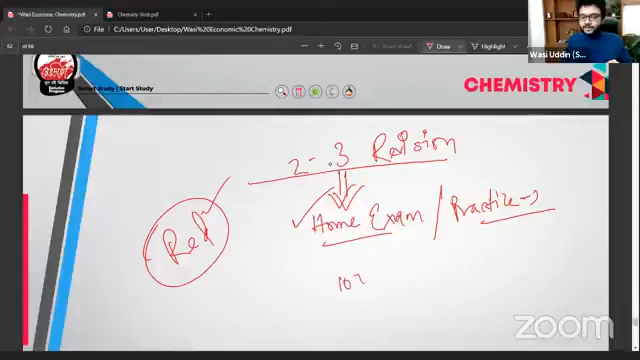 *Wasi Economic Chemistry.pdf
Chemistry Slide.pdf
File | C:/Users/User/Desktop/Wasi%20Economic%20Chemistry.pdf
62 of 66
Read aloud
Draw
Highlight
Wasi Uddin (S...
Smart Study | Start Study
CHEMISTRY
2-.3 Revision
Home Exam / Practice
Red
zoom